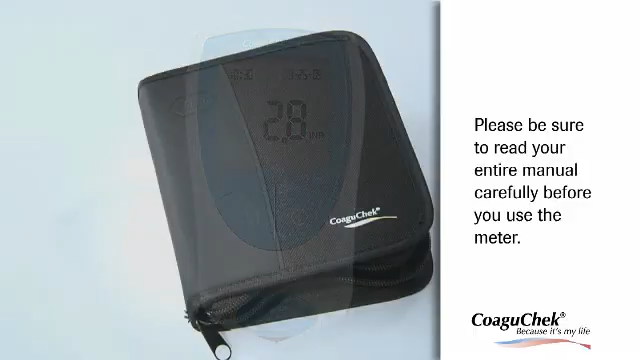 2.8
INR
CoaguChek®
Please be sure
to read your
entire manual
carefully before
you use the
meter.
CoaguChek®
Because it's my life